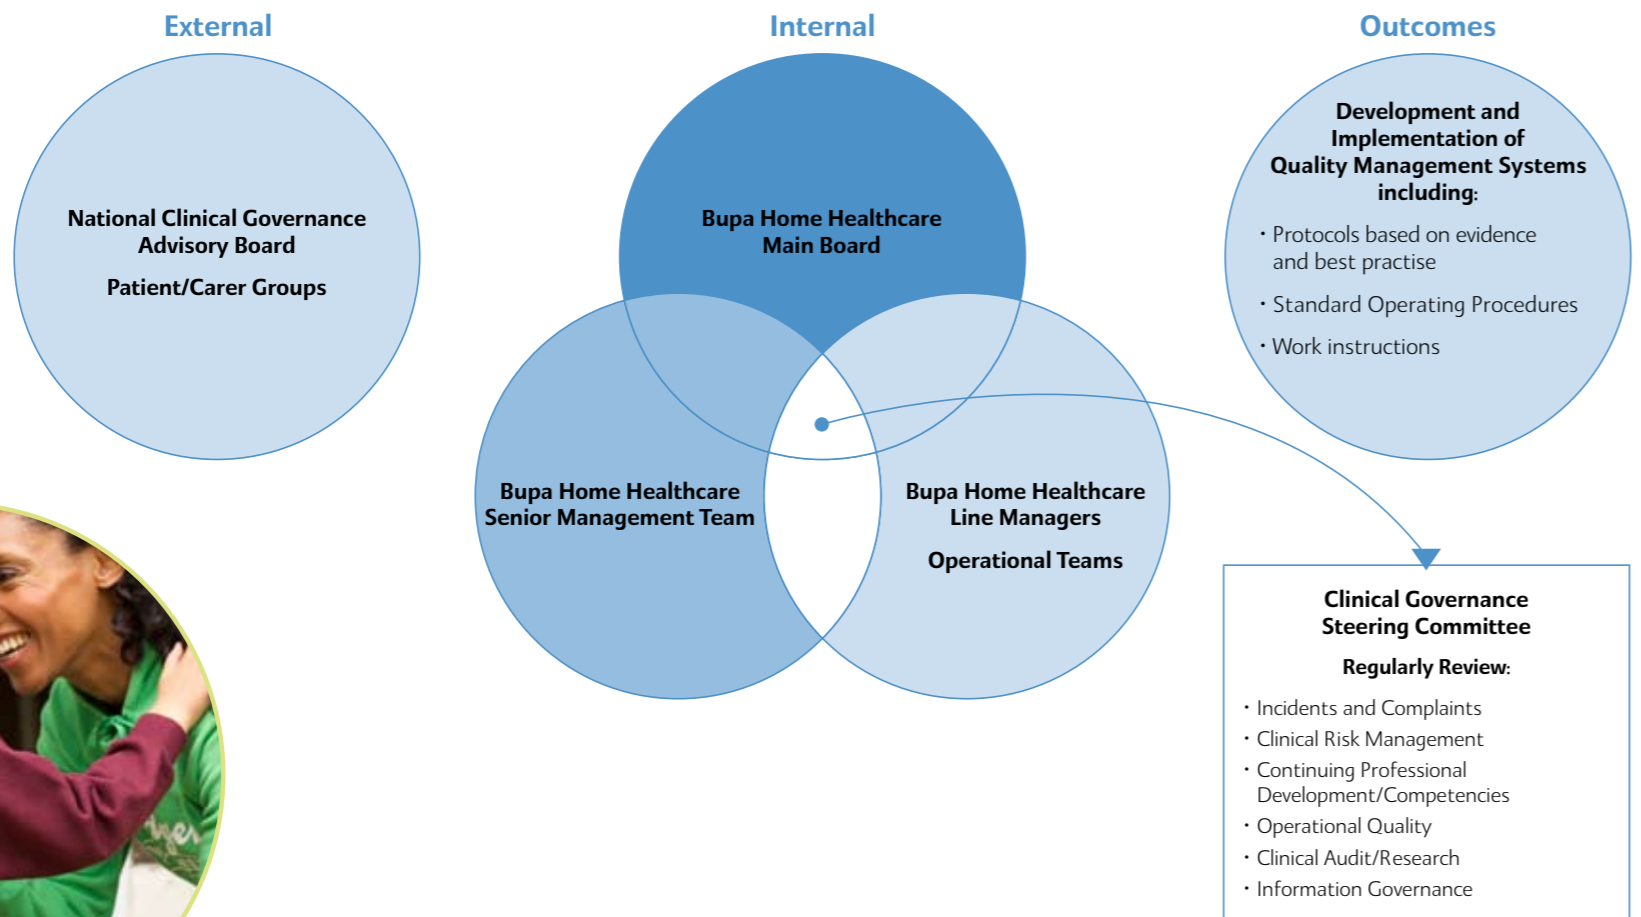 External
National Clinical Governance
Advisory Board
Patient/Carer Groups
Internal
Bupa Home Healthcare
Main Board
Bupa Home Healthcare
Senior Management Team
Bupa Home Healthcare
Line Managers
Operational Teams
Outcomes
Development and
Implementation of
Quality Management Systems
including:
· Protocols based on evidence
and best practise
· Standard Operating Procedures
· Work instructions
Clinical Governance
Steering Committee
Regularly Review:
· Incidents and Complaints
· Clinical Risk Management
· Continuing Professional
Development/Competencies
· Operational Quality
· Clinical Audit/Research
· Information Governance